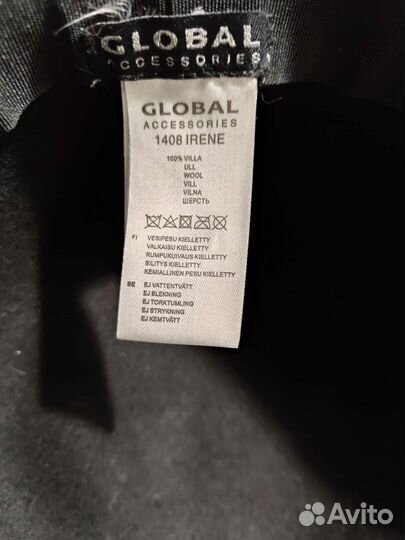 GLOBAL
ACCESSORIES
GLOBAL
ACCESSORIES
1408 IRENE
100% VILLA
ULL
WOOL
VILL
VILNA
ШЕРСТЬ
FI VESIPESU KIELLETTY
VALKAISU KIELLETTY
RUMPUKUIVAUS KIELLETTY
SILITYS KIELLETTY
KEMIALLINEN PESU KIELLETTY
SE EJ VATTENTVÄTT
EJ BLEKNING
EJ TORKTUMLING
EJ STRYKNING
EJ KEMTVÄTT
Avito